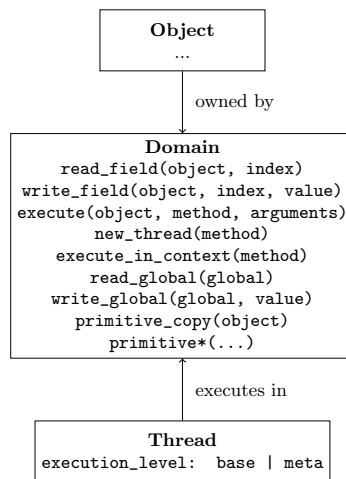 Object
...
owned by
Domain
read_field(object, index)
write_field(object, index, value)
execute(object, method, arguments)
new_thread(method)
execute_in_context(method)
read_global(global)
write_global(global, value)
primitive_copy(object)
primitive*(...)
executes in
Thread
execution_level: base | meta